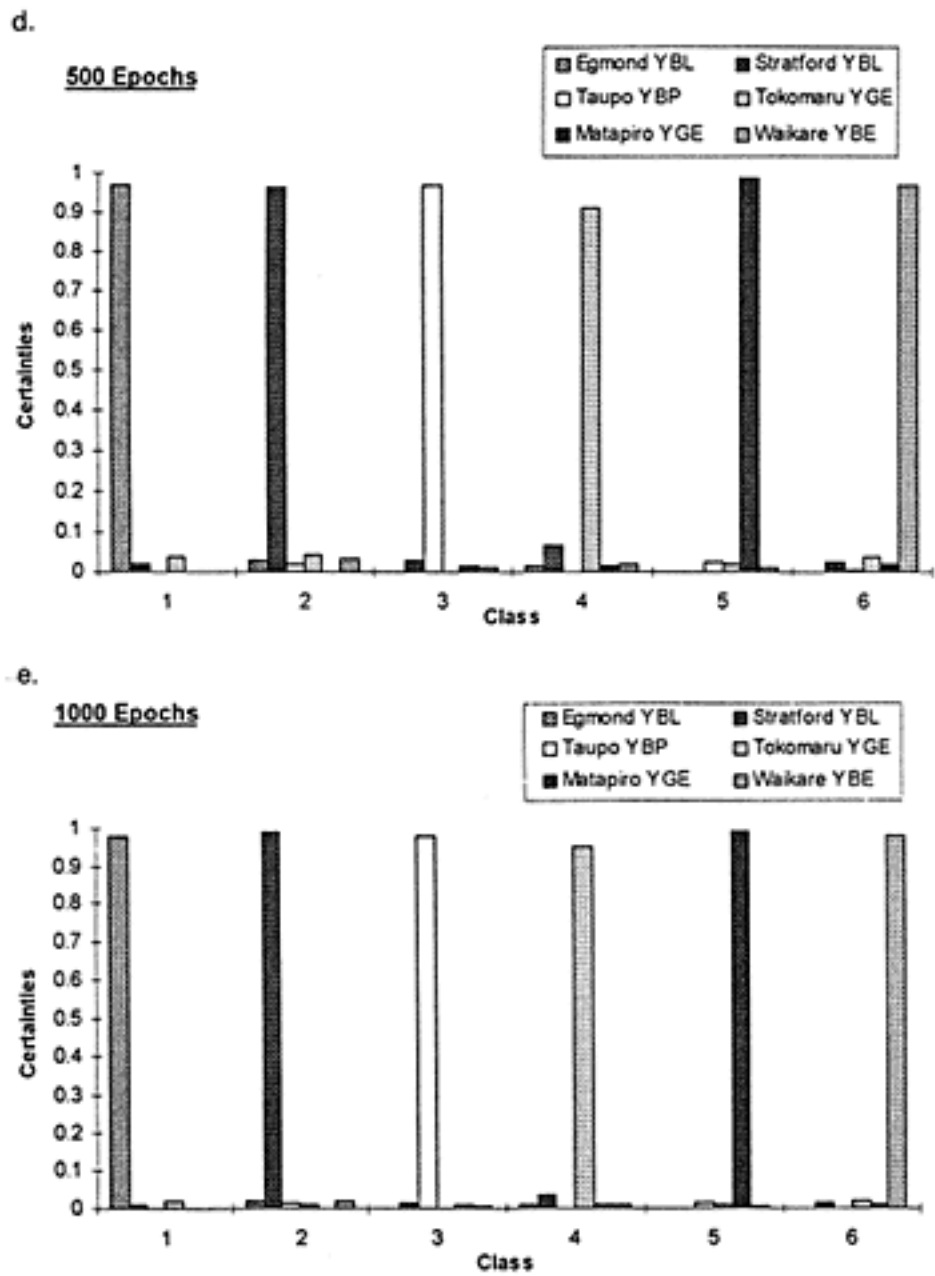 d.
500 Epochs
Egmond YBL Stratford YBL
Taupo YBP Tokomaru YGE
Matapiro YGE Waikare YBE
1
0.9
0.8
0.7
0.6
0.5
0.4
0.3
0.2
0.1
0
Certainties
1 2 3 4 5 6
Class
e.
1000 Epochs
Egmond YBL Stratford YBL
Taupo YBP Tokomaru YGE
Matapiro YGE Waikare YBE
1
0.9
0.8
0.7
0.6
0.5
0.4
0.3
0.2
0.1
0
Certainties
1 2 3 4 5 6
Class